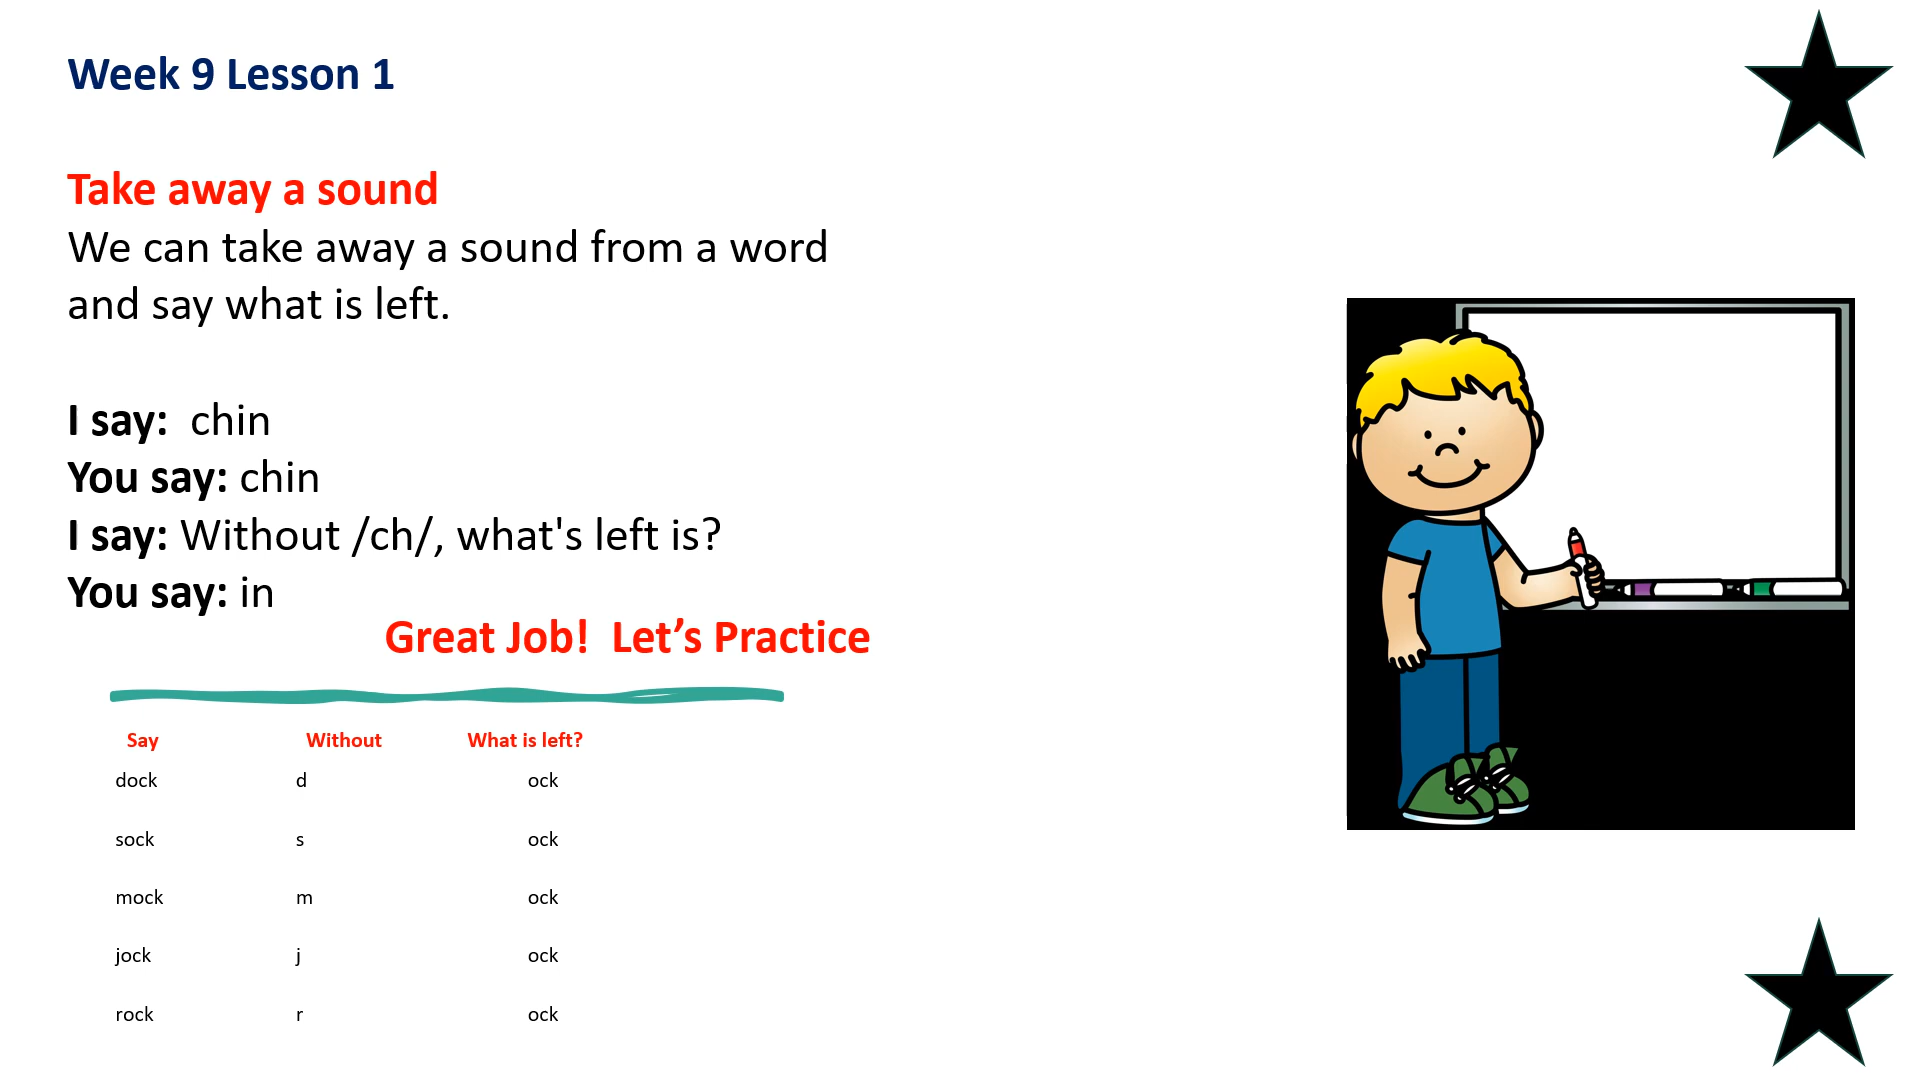 Week 9 Lesson 1
Take away a sound
We can take away a sound from a word
and say what is left.
I say:  chin
You say: chin
I say: Without /ch/, what's left is?
You say: in
Great Job!  Let’s Practice
Say Without What is left?
dock d ock
sock s ock
mock m ock
jock j ock
rock r ock